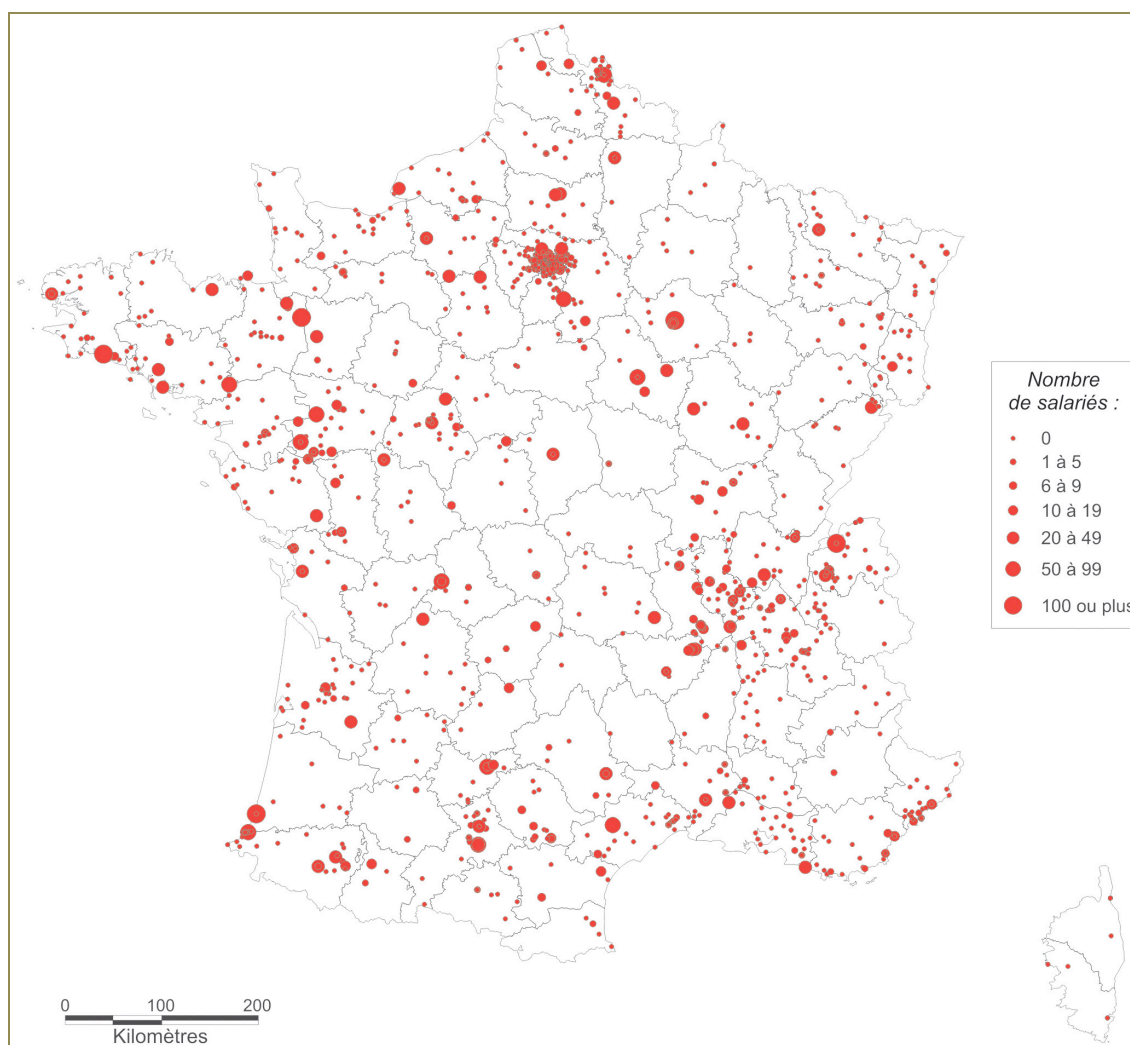 Nombre
de salariés :
0
1 à 5
6 à 9
10 à 19
20 à 49
50 à 99
100 ou plus
0 100 200
Kilomètres